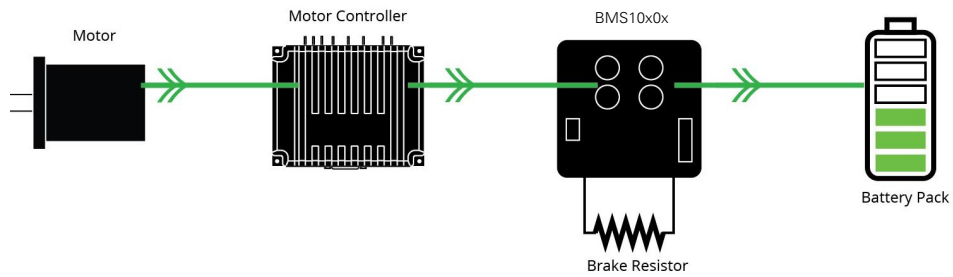 Motor
Motor Controller
BMS10x0x
Battery Pack
Brake Resistor